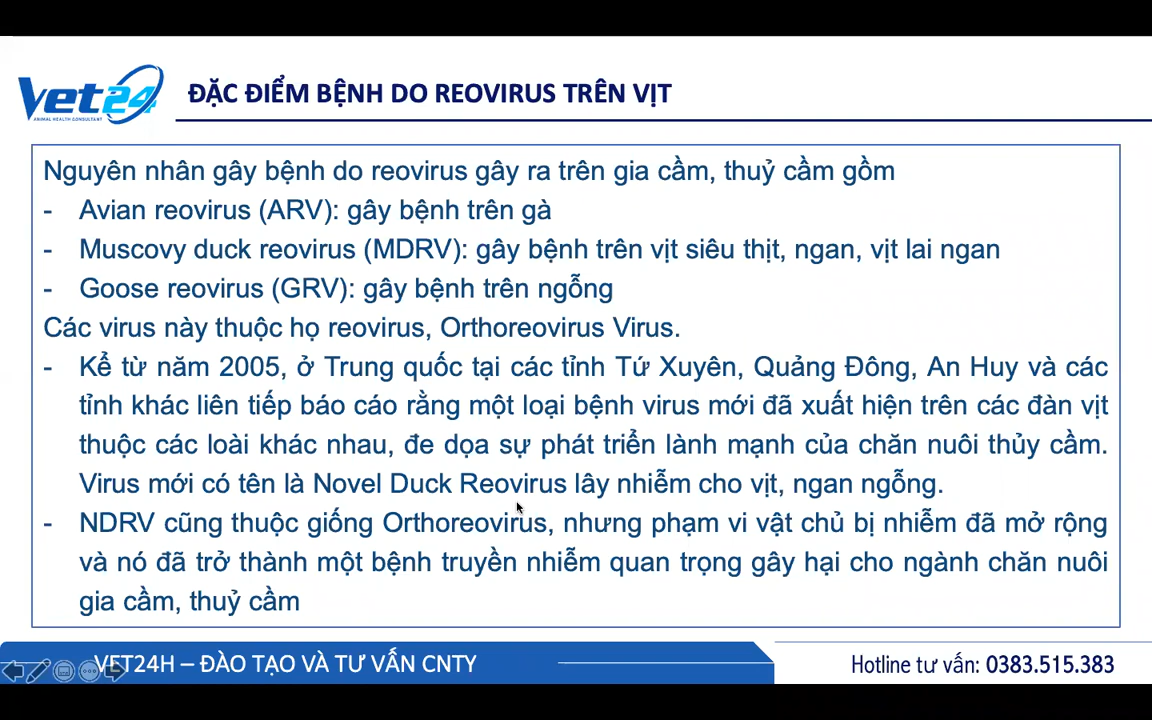 Vet24
ANIMAL HEALTH CONSULTANT
ĐẶC ĐIỂM BỆNH DO REOVIRUS TRÊN VỊT
Nguyên nhân gây bệnh do reovirus gây ra trên gia cầm, thuỷ cầm gồm
- Avian reovirus (ARV): gây bệnh trên gà
- Muscovy duck reovirus (MDRV): gây bệnh trên vịt siêu thịt, ngan, vịt lai ngan
- Goose reovirus (GRV): gây bệnh trên ngỗng
Các virus này thuộc họ reovirus, Orthoreovirus Virus.
- Kể từ năm 2005, ở Trung quốc tại các tỉnh Tứ Xuyên, Quảng Đông, An Huy và các
tỉnh khác liên tiếp báo cáo rằng một loại bệnh virus mới đã xuất hiện trên các đàn vịt
thuộc các loài khác nhau, đe dọa sự phát triển lành mạnh của chăn nuôi thủy cầm.
Virus mới có tên là Novel Duck Reovirus lây nhiễm cho vịt, ngan ngỗng.
- NDRV cũng thuộc giống Orthoreovirus, nhưng phạm vi vật chủ bị nhiễm đã mở rộng
và nó đã trở thành một bệnh truyền nhiễm quan trọng gây hại cho ngành chăn nuôi
gia cầm, thuỷ cầm
VET24H – ĐÀO TẠO VÀ TƯ VẤN CNTY
Hotline tư vấn: 0383.515.383